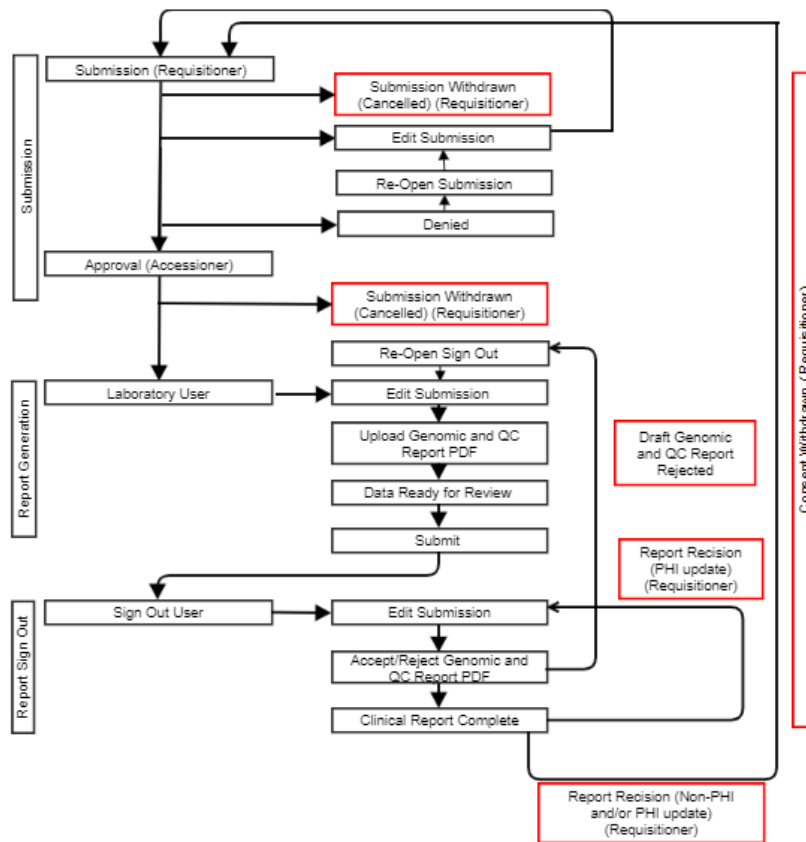 Submission (Requisitioner)
Submission Withdrawn
(Cancelled) (Requisitioner)
Edit Submission
Re-Open Submission
Denied
Submission
Approval (Accessioner)
Submission Withdrawn
(Cancelled) (Requisitioner)
Re-Open Sign Out
Laboratory User
Edit Submission
Report Generation
Upload Genomic and QC
Report PDF
Draft Genomic
and QC Report
Rejected
Data Ready for Review
Submit
Report Recision
(PHI update)
(Requisitioner)
Sign Out User
Edit Submission
Report Sign Out
Accept/Reject Genomic and
QC Report PDF
Clinical Report Complete
Report Recision (Non-PHI
and/or PHI update)
(Requisitioner)
Consent Withdrawn (Requisitioner)